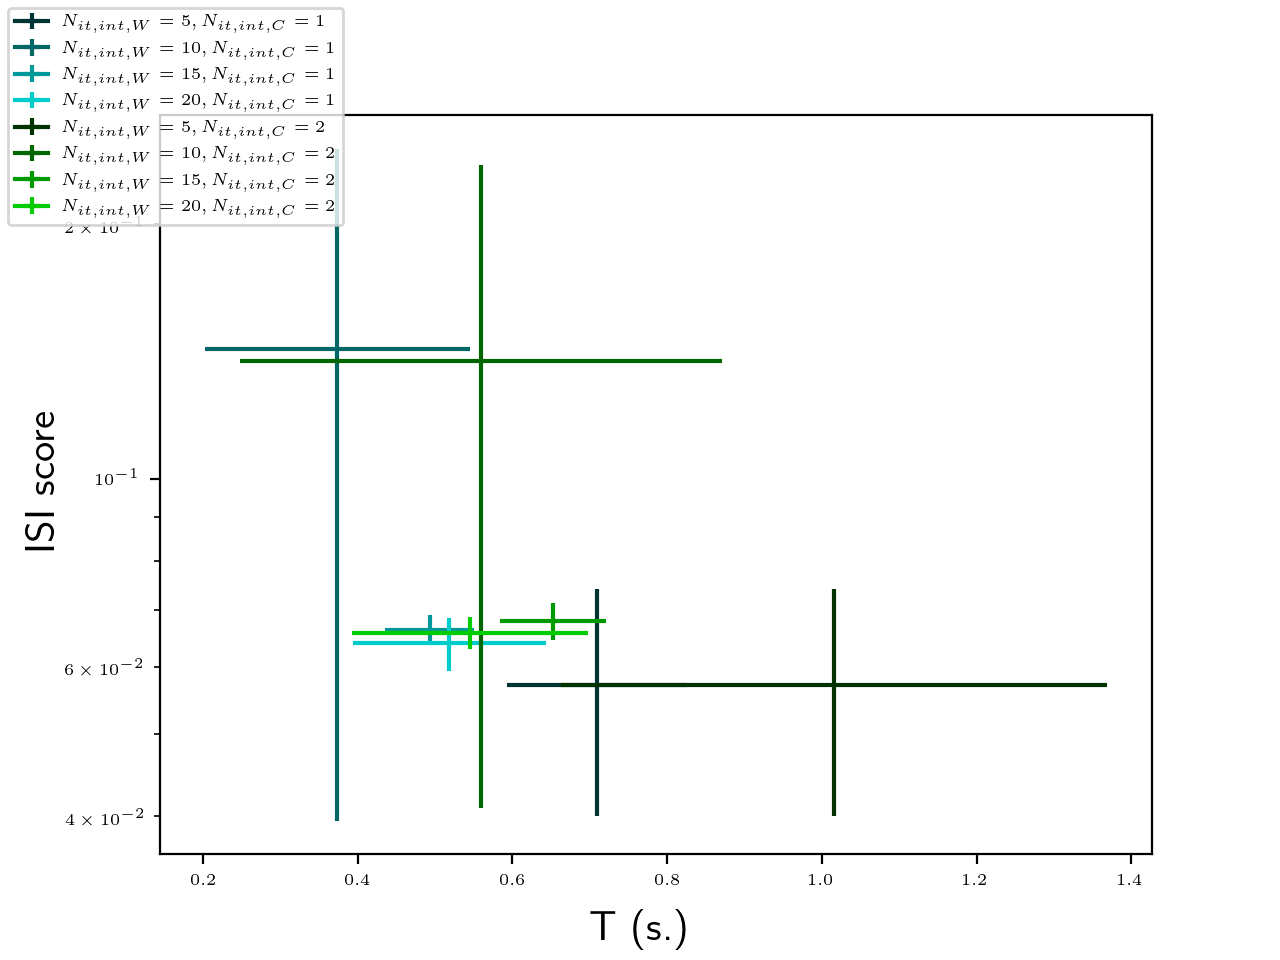 N_{it,int,W} = 5, N_{it,int,C} = 1
N_{it,int,W} = 10, N_{it,int,C} = 1
N_{it,int,W} = 15, N_{it,int,C} = 1
N_{it,int,W} = 20, N_{it,int,C} = 1
N_{it,int,W} = 5, N_{it,int,C} = 2
N_{it,int,W} = 10, N_{it,int,C} = 2
N_{it,int,W} = 15, N_{it,int,C} = 2
N_{it,int,W} = 20, N_{it,int,C} = 2
2 × 10^{−1}
10^{−1}
6 × 10^{−2}
4 × 10^{−2}
ISI score
0.2 0.4 0.6 0.8 1.0 1.2 1.4
T (s.)